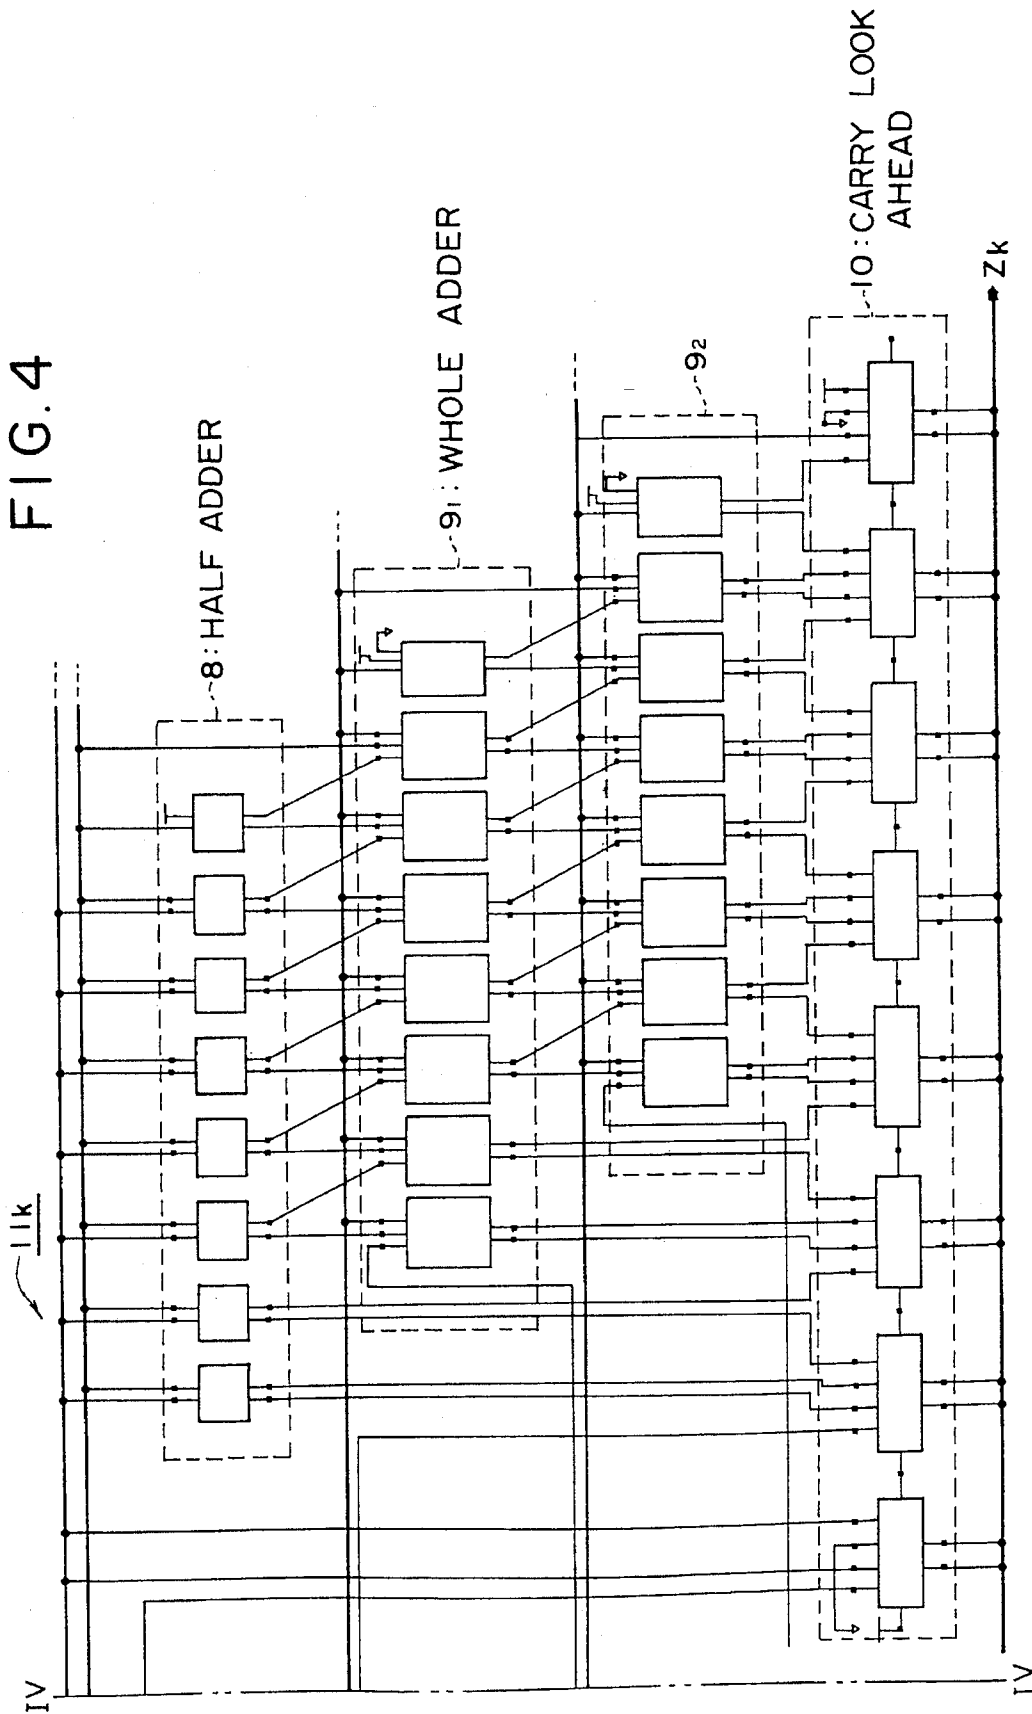 FIG. 4
11k
8: HALF ADDER
9₁: WHOLE ADDER
9₂
10: CARRY LOOK
AHEAD
Zk
IV
IV